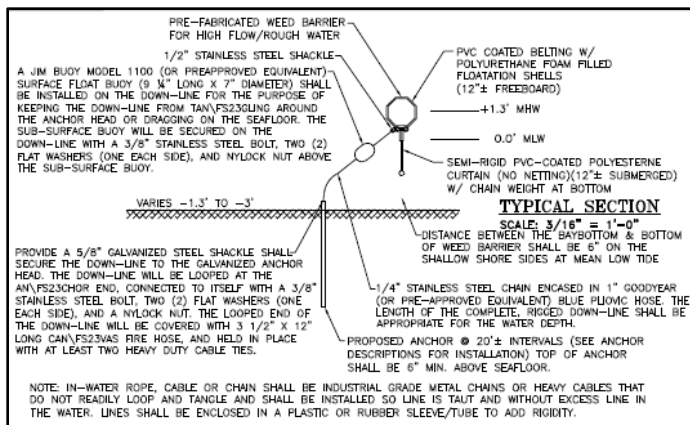 PRE-FABRICATED WEED BARRIER
FOR HIGH FLOW/ROUGH WATER
1/2" STAINLESS STEEL SHACKLE
A JIM BUOY MODEL 1100 (OR PREAPPROVED EQUIVALENT)
SURFACE FLOAT BUOY (9 ¼" LONG X 7" DIAMETER) SHALL
BE INSTALLED ON THE DOWN-LINE FOR THE PURPOSE OF
KEEPING THE DOWN-LINE FROM TAN\FS23GLING AROUND
THE ANCHOR HEAD OR DRAGGING ON THE SEAFLOOR. THE
SUB-SURFACE BUOY WILL BE SECURED ON THE
DOWN-LINE WITH A 3/8" STAINLESS STEEL BOLT, TWO (2)
FLAT WASHERS (ONE EACH SIDE), AND NYLOCK NUT ABOVE
THE SUB-SURFACE BUOY.
PVC COATED BELTING W/
POLYURETHANE FOAM FILLED
FLOATATION SHELLS
(12"± FREEBOARD)
+1.3' MHW
0.0' MLW
SEMI-RIGID PVC-COATED POLYESTERNE
CURTAIN (NO NETTING)(12"± SUBMERGED)
W/ CHAIN WEIGHT AT BOTTOM
VARIES -1.3' TO -3'
TYPICAL SECTION
SCALE: 3/16" = 1'-0"
DISTANCE BETWEEN THE BAYBOTTOM & BOTTOM
OF WEED BARRIER SHALL BE 6" ON THE
SHALLOW SHORE SIDES AT MEAN LOW TIDE
PROVIDE A 5/8" GALVANIZED STEEL SHACKLE SHALL
SECURE THE DOWN-LINE TO THE GALVANIZED ANCHOR
HEAD. THE DOWN-LINE WILL BE LOOPED AT THE
AN\FS23CHOR END, CONNECTED TO ITSELF WITH A 3/8"
STAINLESS STEEL BOLT, TWO (2) FLAT WASHERS (ONE
EACH SIDE), AND A NYLOCK NUT. THE LOOPED END OF
THE DOWN-LINE WILL BE COVERED WITH 3 1/2" X 12"
LONG CAN\FS23VAS FIRE HOSE, AND HELD IN PLACE
WITH AT LEAST TWO HEAVY DUTY CABLE TIES.
1/4" STAINLESS STEEL CHAIN ENCASED IN 1" GOODYEAR
(OR PRE-APPROVED EQUIVALENT) BLUE PLIOVIC HOSE. THE
LENGTH OF THE COMPLETE, RIGGED DOWN-LINE SHALL BE
APPROPRIATE FOR THE WATER DEPTH.
PROPOSED ANCHOR @ 20'± INTERVALS (SEE ANCHOR
DESCRIPTIONS FOR INSTALLATION) TOP OF ANCHOR
SHALL BE 6" MIN. ABOVE SEAFLOOR.
NOTE: IN-WATER ROPE, CABLE OR CHAIN SHALL BE INDUSTRIAL GRADE METAL CHAINS OR HEAVY CABLES THAT
DO NOT READILY LOOP AND TANGLE AND SHALL BE INSTALLED SO LINE IS TAUT AND WITHOUT EXCESS LINE IN
THE WATER. LINES SHALL BE ENCLOSED IN A PLASTIC OR RUBBER SLEEVE/TUBE TO ADD RIGIDITY.